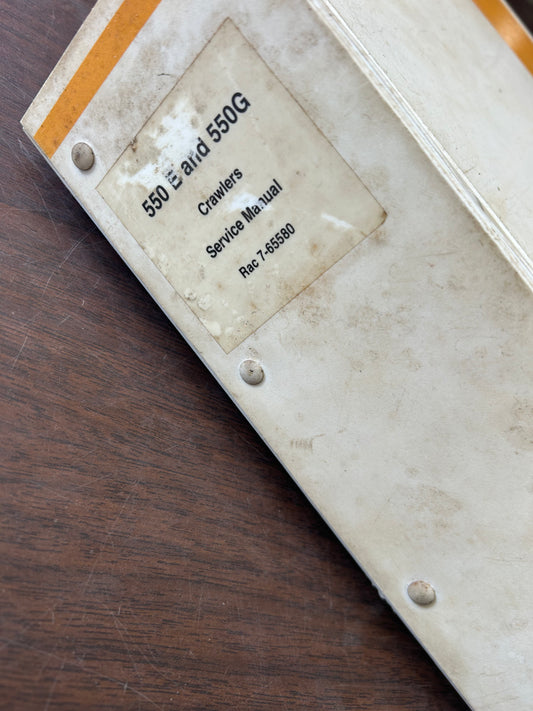 550 E and 550G
Crawlers
Service Manual
Rac 7-65580